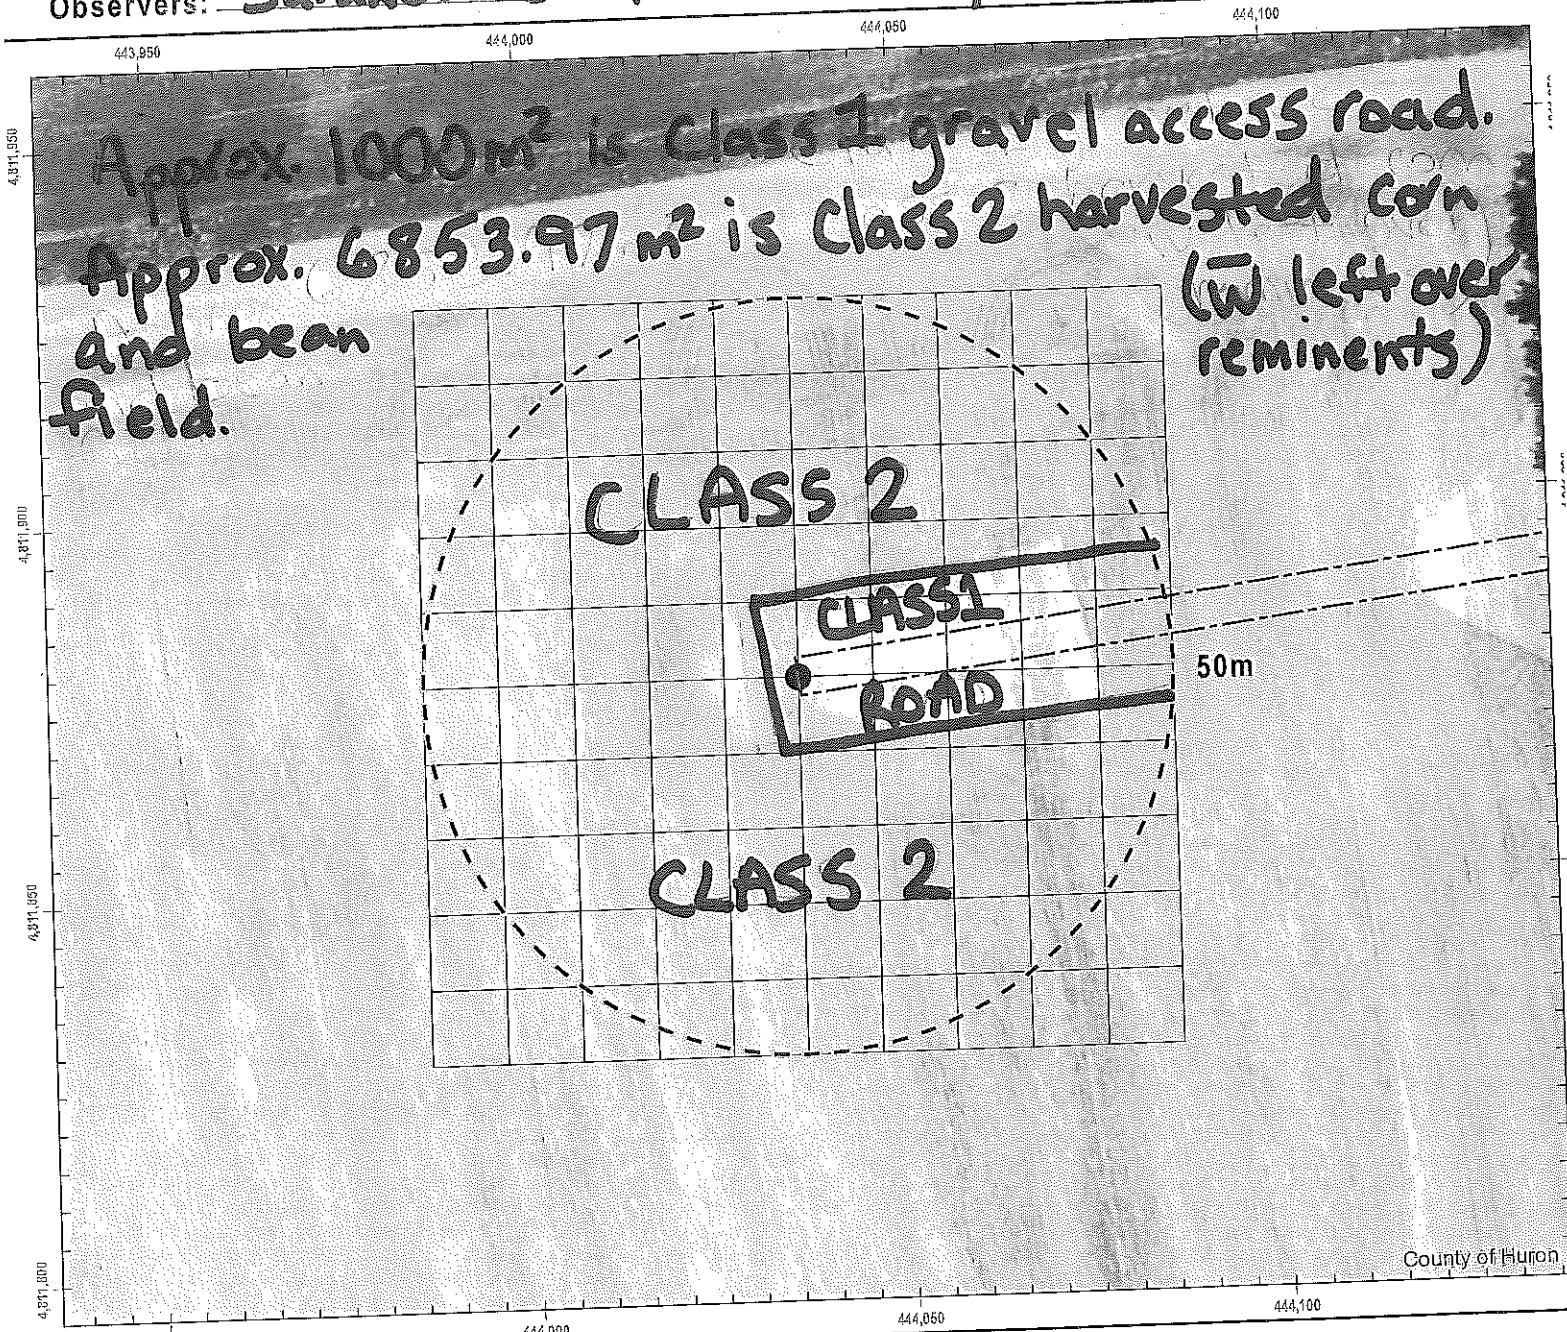 Observers:
443,950 444,000 444,050 444,100
4,811,950
Approx. 1000m² is Class 1 gravel access road.
Approx. 6853.97m² is Class 2 harvested corn
and bean (w̄ left over
field. reminents)
4,811,900
CLASS 2
CLASS1
ROAD
50m
4,811,850
CLASS 2
4,811,800
County of Huron
444,000 444,050 444,100